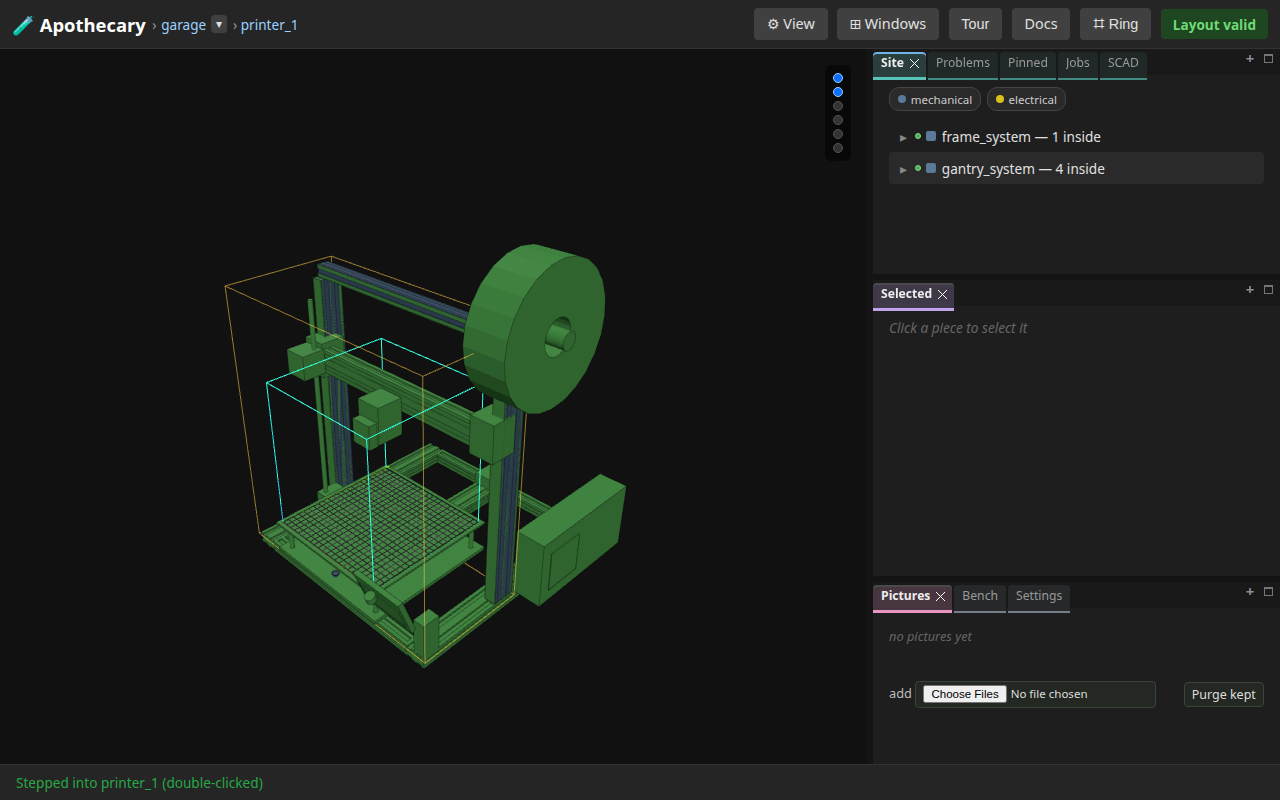 Apothecary › garage ▾ › printer_1
⚙ View
⊞ Windows
Tour
Docs
⌗ Ring
Layout valid
Site
Problems
Pinned
Jobs
SCAD
mechanical
electrical
frame_system — 1 inside
gantry_system — 4 inside
Selected
Click a piece to select it
Pictures
Bench
Settings
no pictures yet
add Choose Files No file chosen
Purge kept
Stepped into printer_1 (double-clicked)